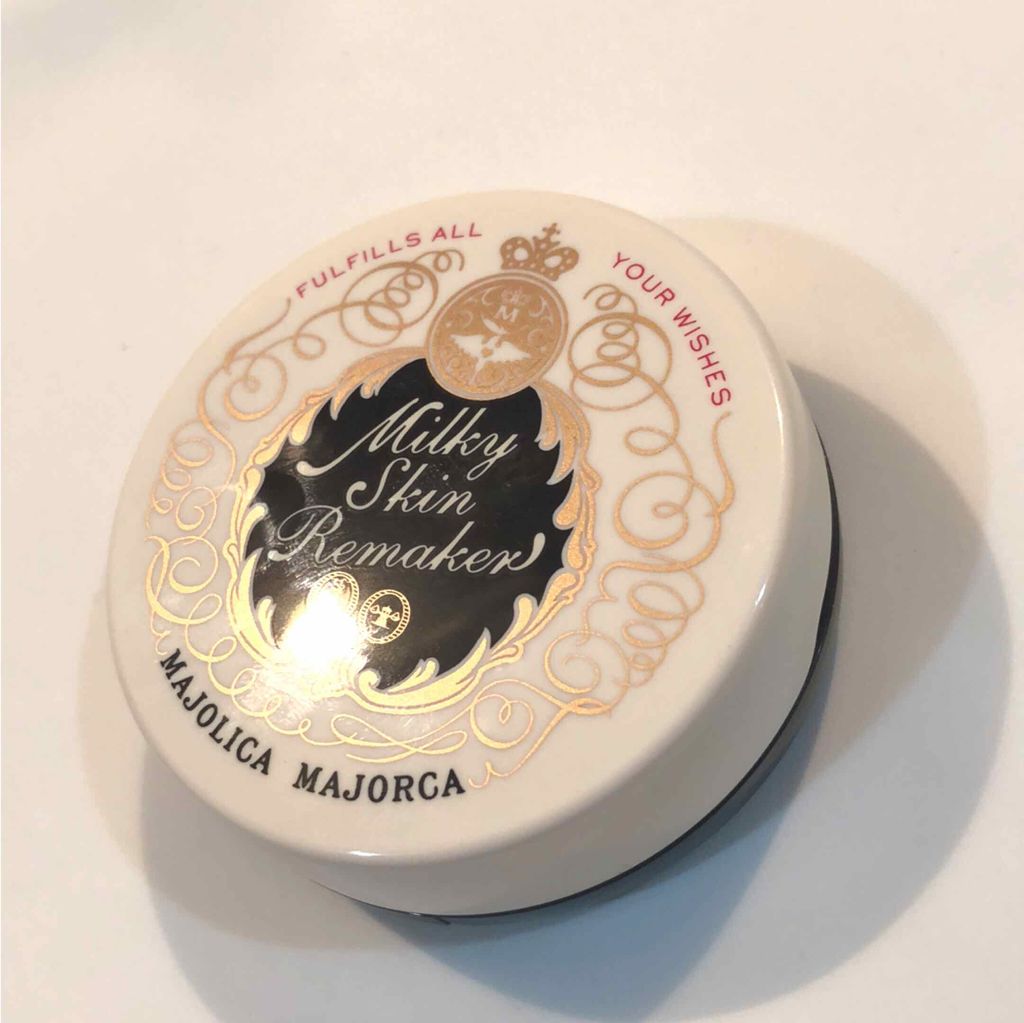 FULFILLS ALL YOUR WISHES
M
Milky
Skin
Remaker
MAJOLICA MAJORCA